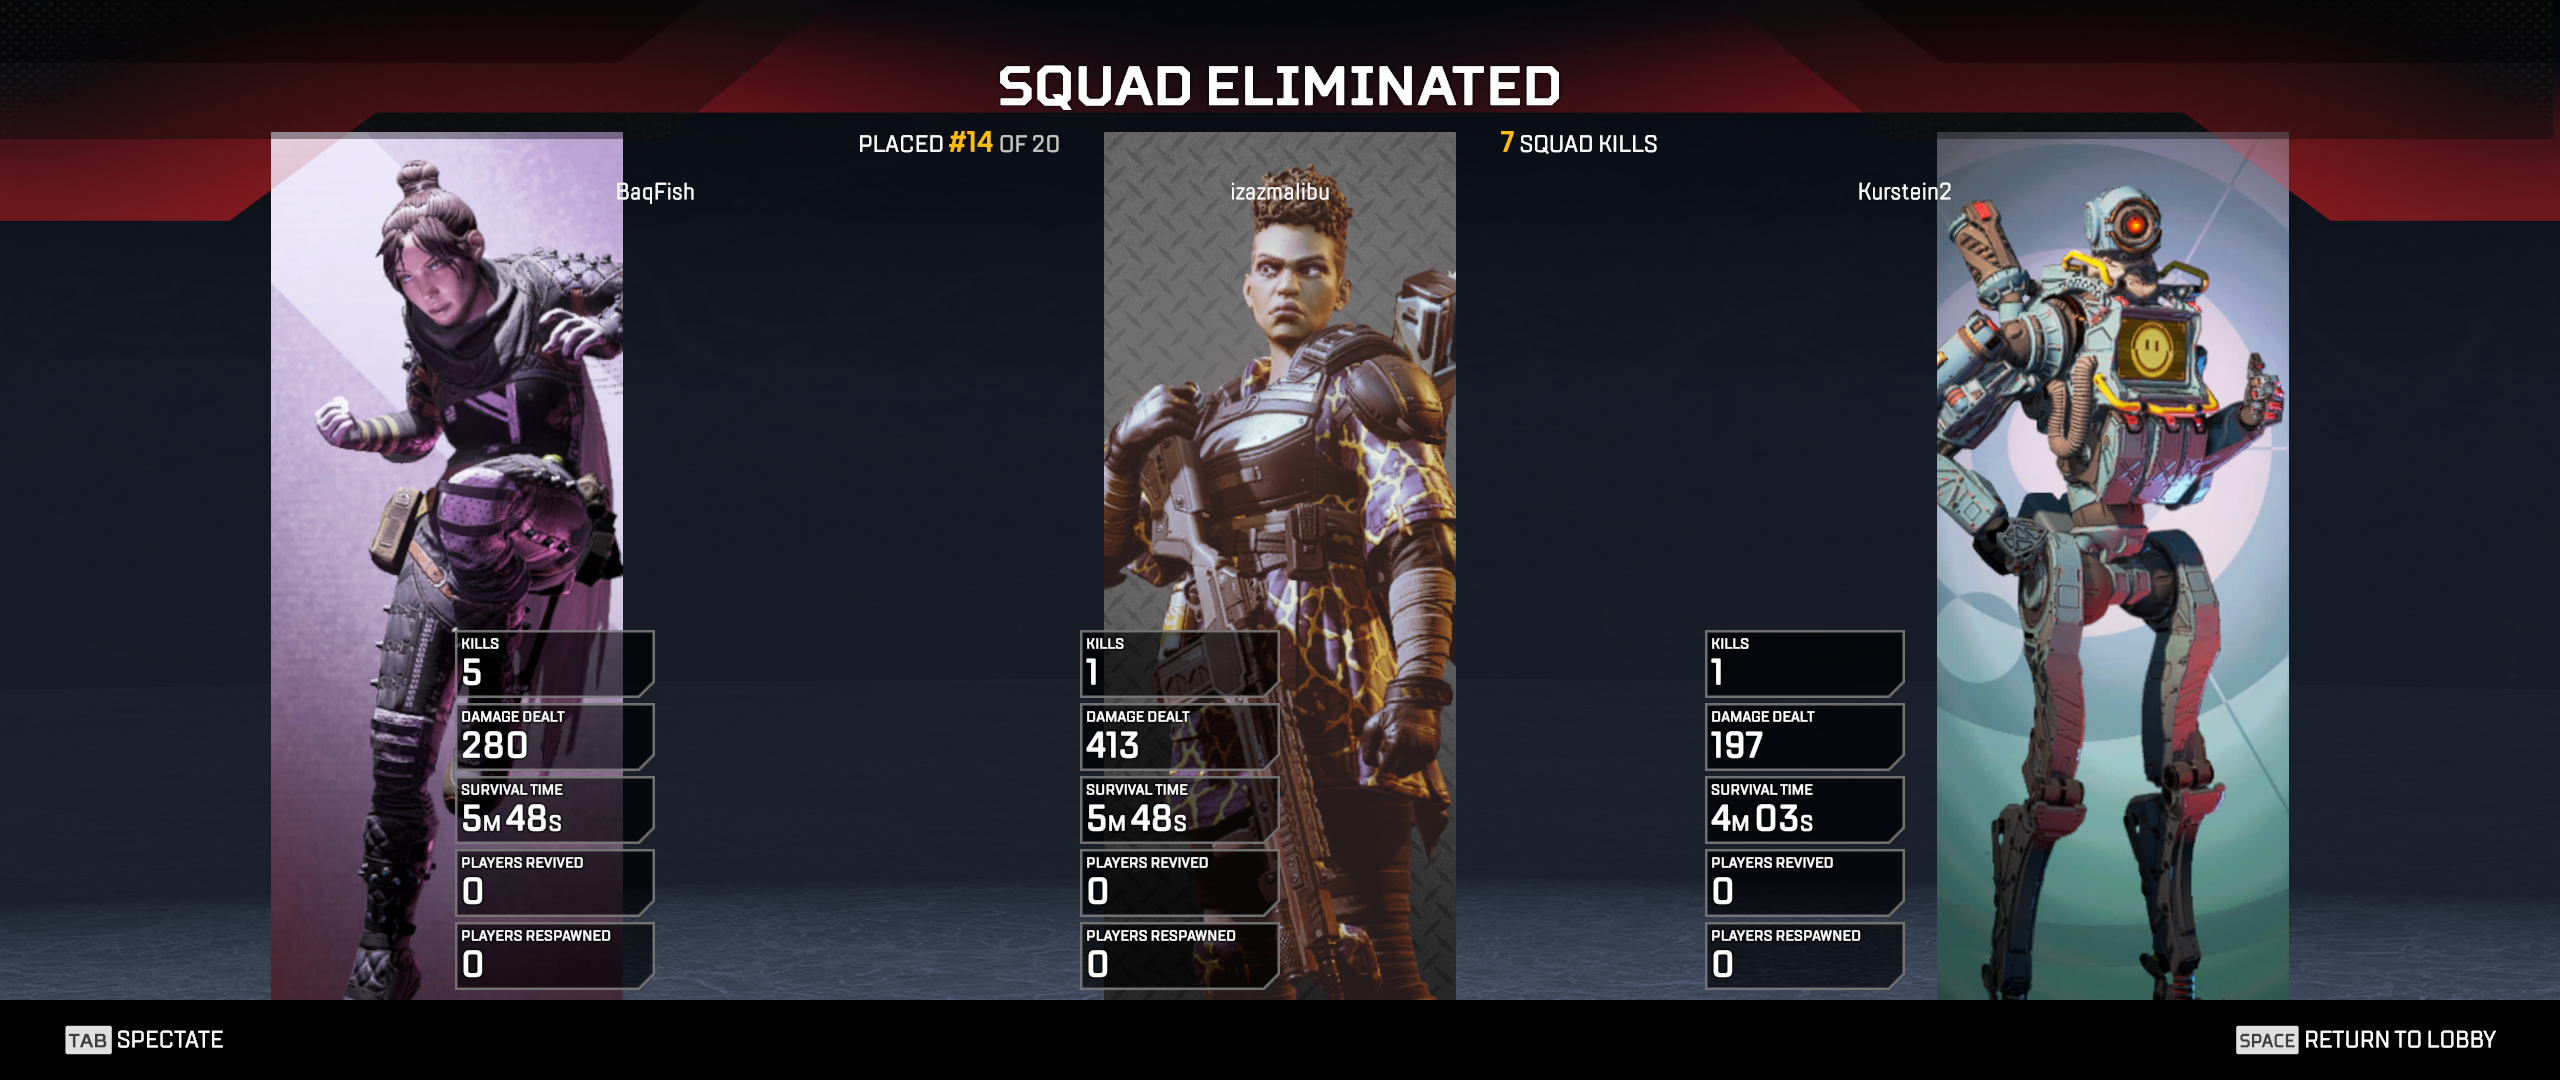 SQUAD ELIMINATED
PLACED #14 OF 20
7 SQUAD KILLS
BaqFish
izazmalibu
Kurstein2
KILLS
5
DAMAGE DEALT
280
SURVIVAL TIME
5M 48S
PLAYERS REVIVED
0
PLAYERS RESPAWNED
0
KILLS
1
DAMAGE DEALT
413
SURVIVAL TIME
5M 48S
PLAYERS REVIVED
0
PLAYERS RESPAWNED
0
KILLS
1
DAMAGE DEALT
197
SURVIVAL TIME
4M 03S
PLAYERS REVIVED
0
PLAYERS RESPAWNED
0
TAB SPECTATE
SPACE RETURN TO LOBBY